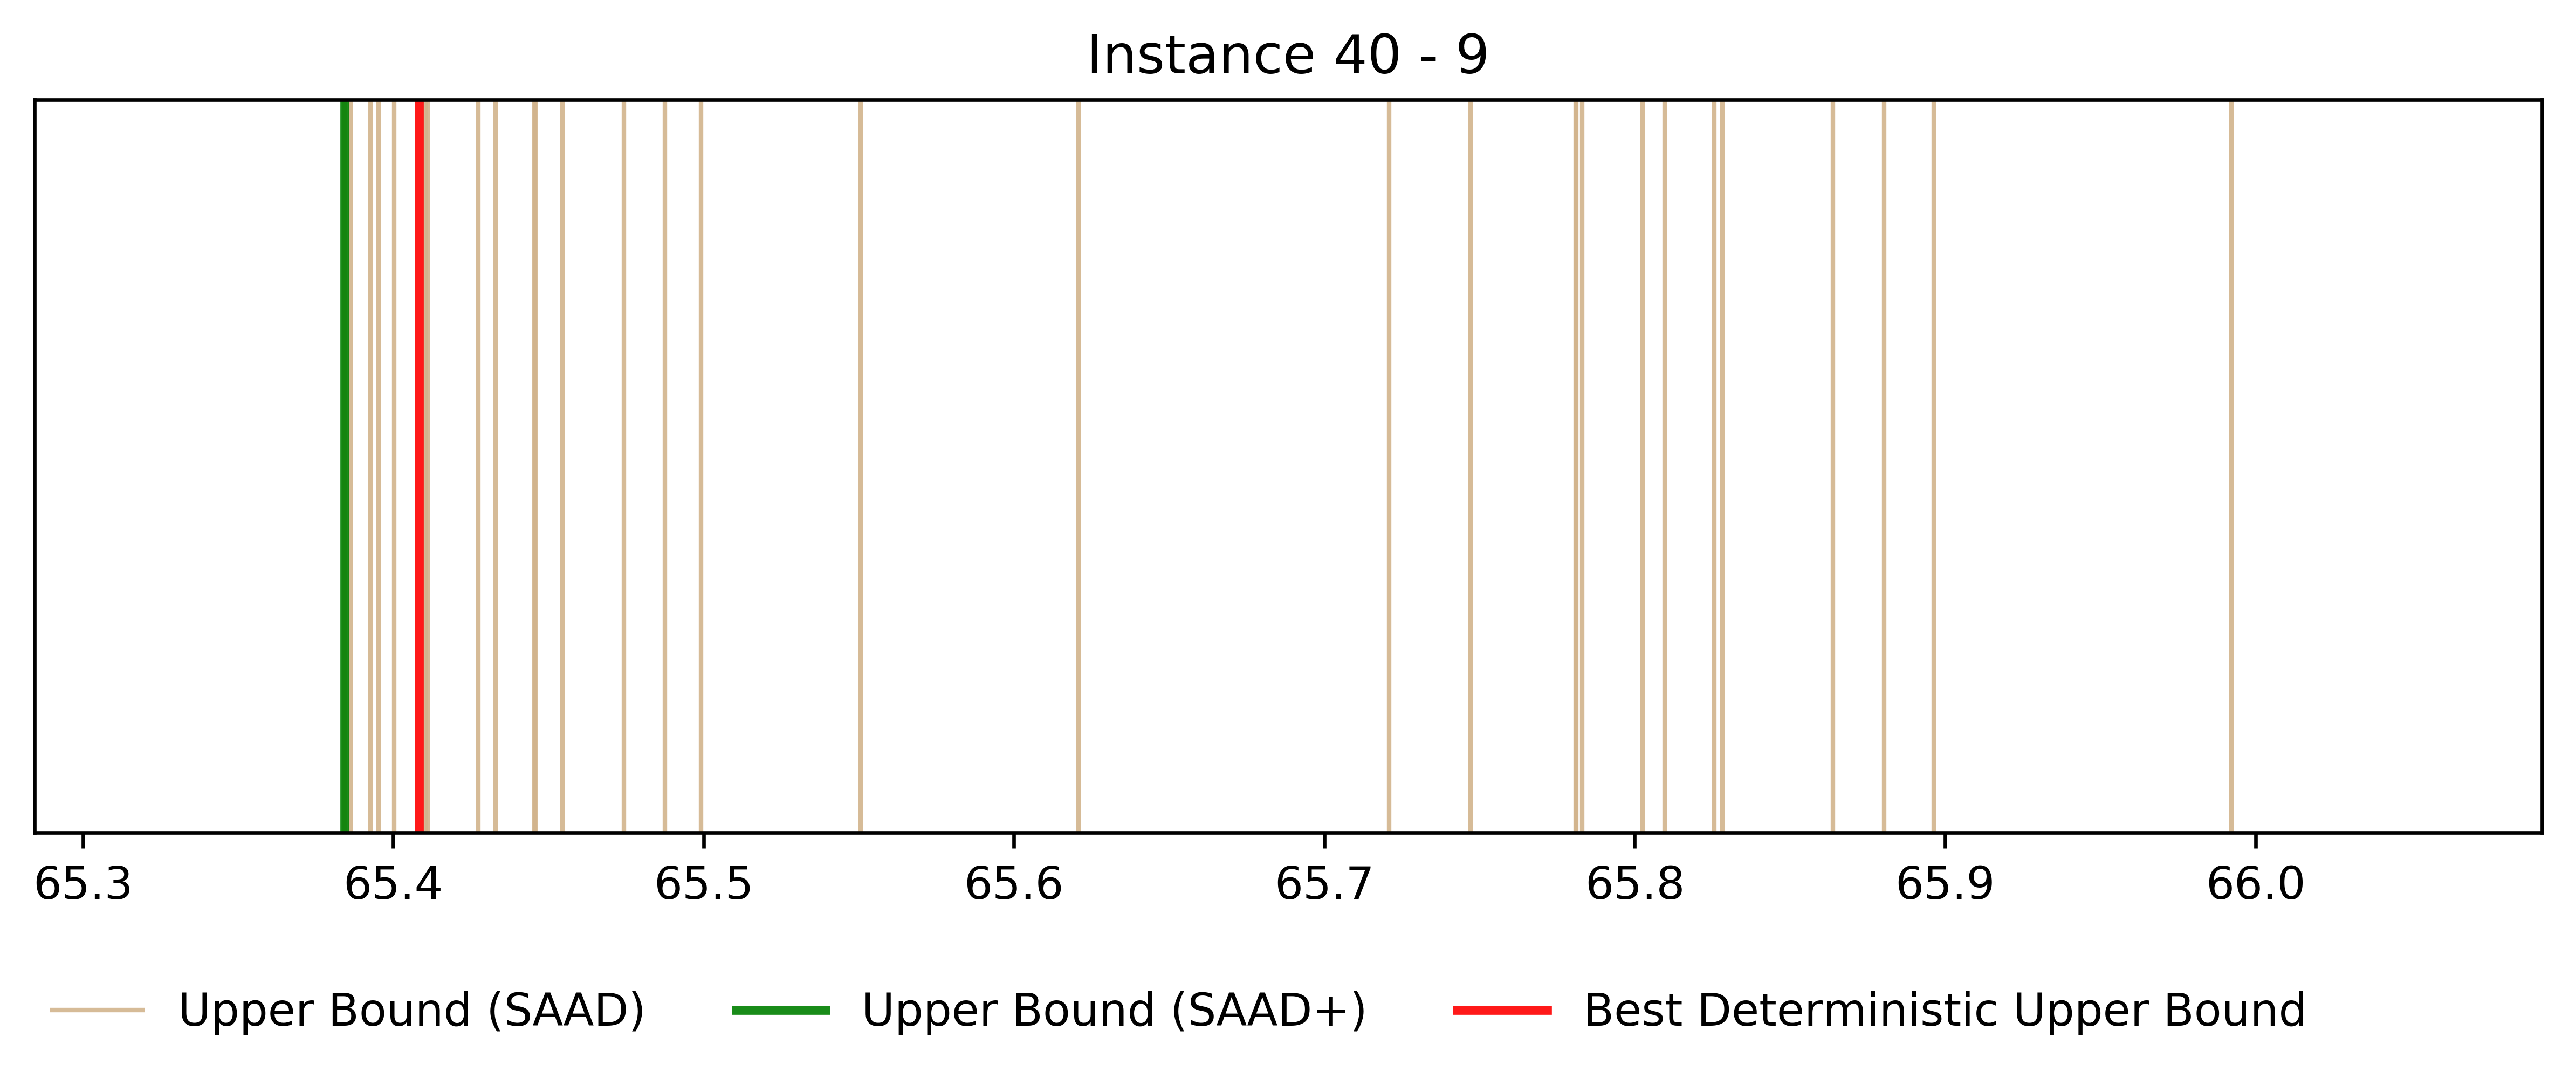 Instance 40 - 9
65.3 65.4 65.5 65.6 65.7 65.8 65.9 66.0
Upper Bound (SAAD) Upper Bound (SAAD+) Best Deterministic Upper Bound